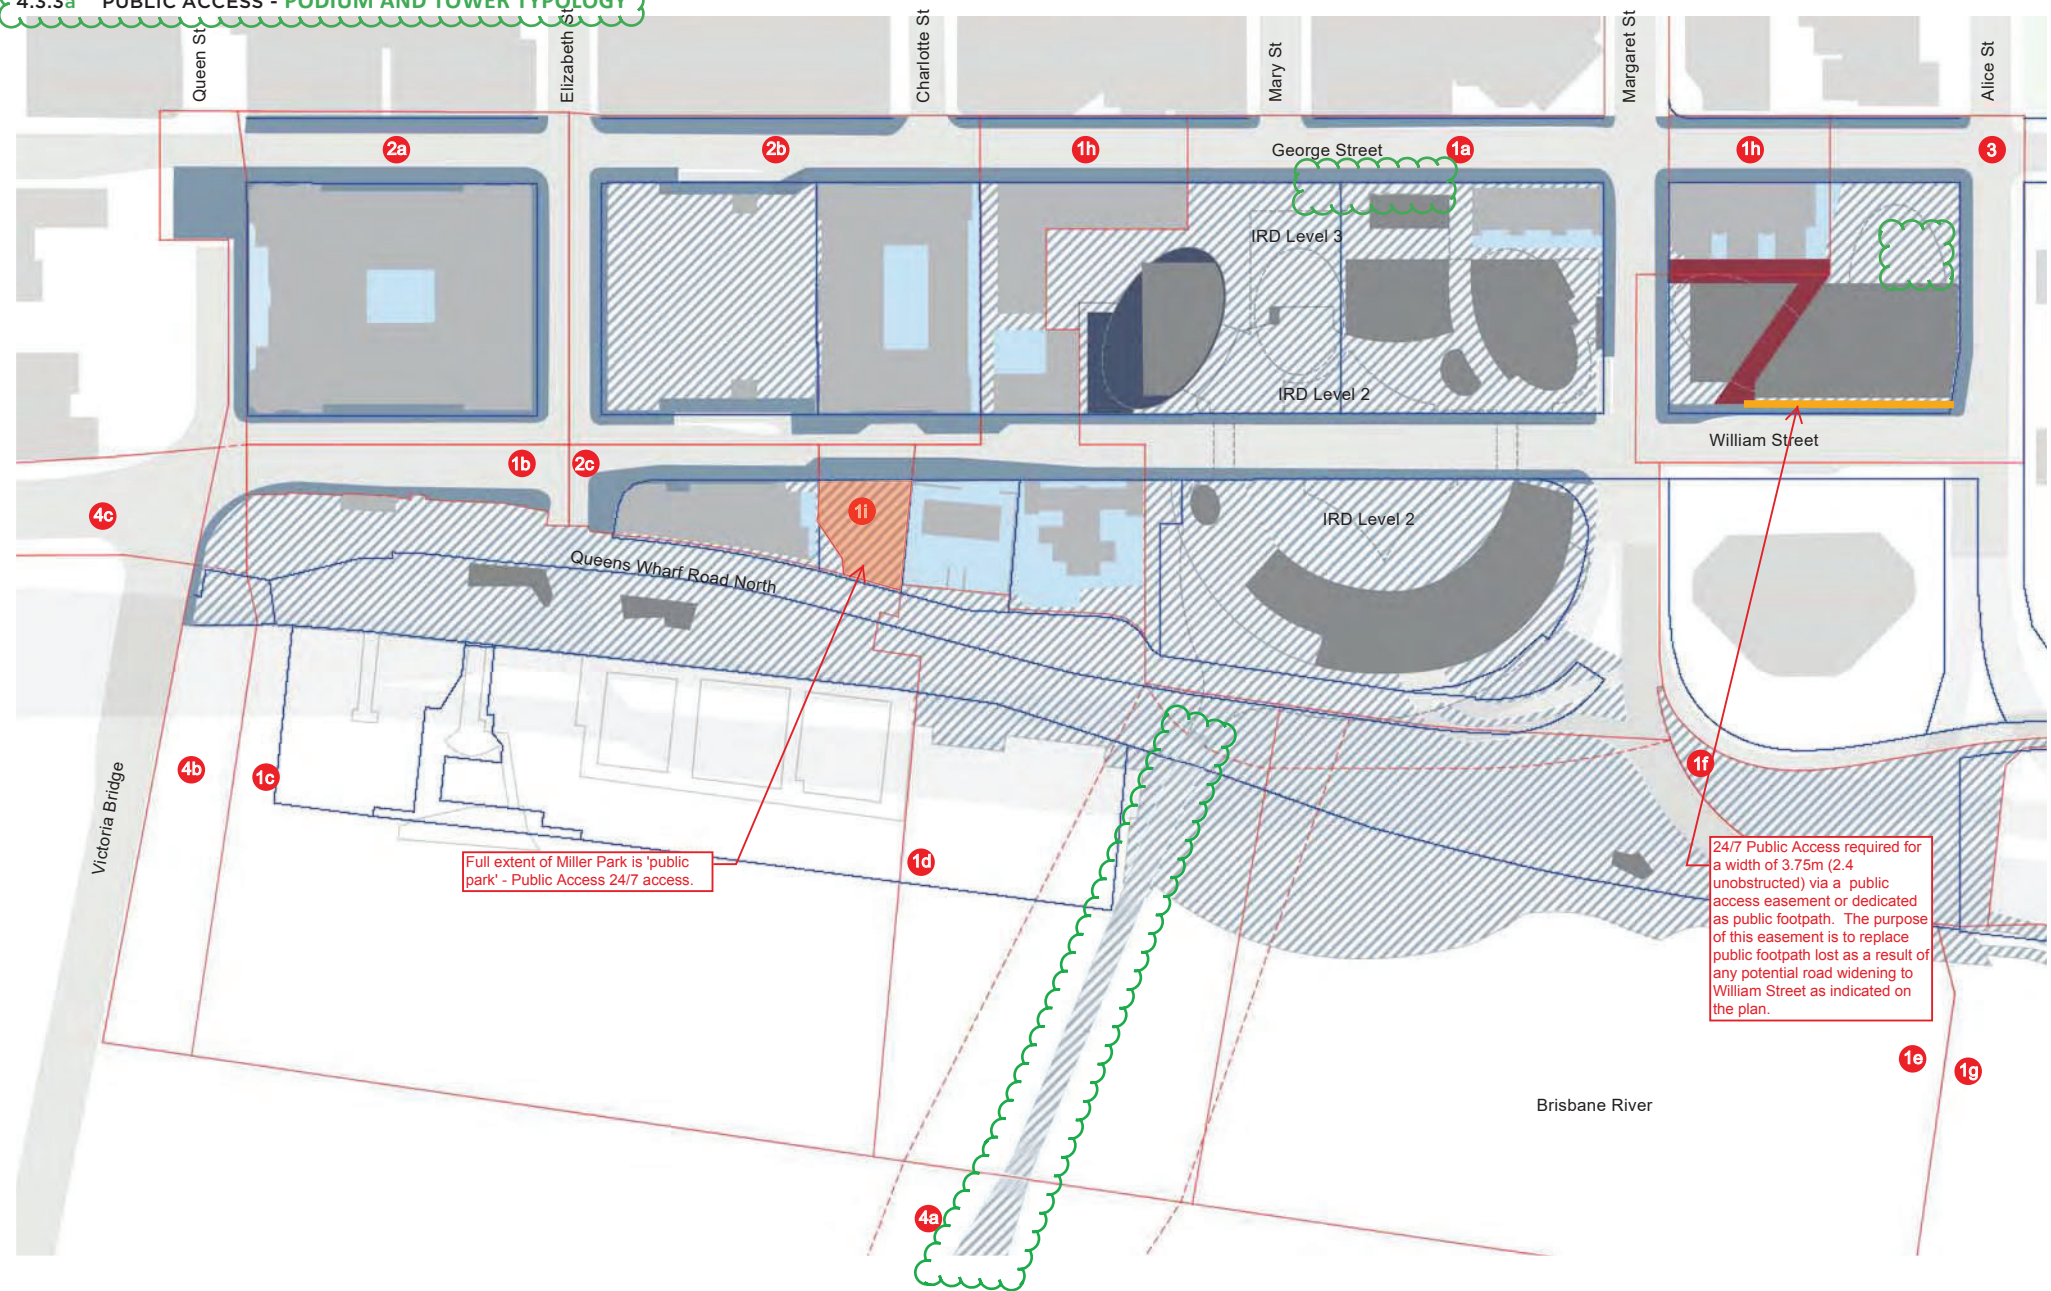 4.3.3a PUBLIC ACCESS - PODIUM AND TOWER TYPOLOGY
Queen St
Elizabeth St
Charlotte St
Mary St
Margaret St
Alice St
2a
2b
1h
George Street
1a
1h
3
IRD Level 3
IRD Level 2
William Street
1b
2c
4c
1i
IRD Level 2
Queens Wharf Road North
Victoria Bridge
4b
1c
1f
Full extent of Miller Park is 'public
park' - Public Access 24/7 access.
1d
24/7 Public Access required for
a width of 3.75m (2.4
unobstructed) via a public
access easement or dedicated
as public footpath. The purpose
of this easement is to replace
public footpath lost as a result of
any potential road widening to
William Street as indicated on
the plan.
1e
1g
Brisbane River
4a